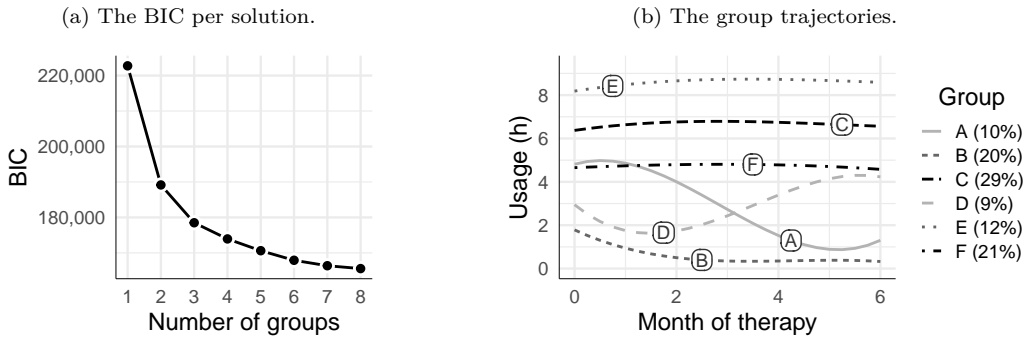 (a) The BIC per solution.
220,000
200,000
180,000
BIC
1 2 3 4 5 6 7 8
Number of groups
(b) The group trajectories.
8
6
4
2
0
Usage (h)
E
C
F
D
A
B
0 2 4 6
Month of therapy
Group
A (10%)
B (20%)
C (29%)
D (9%)
E (12%)
F (21%)